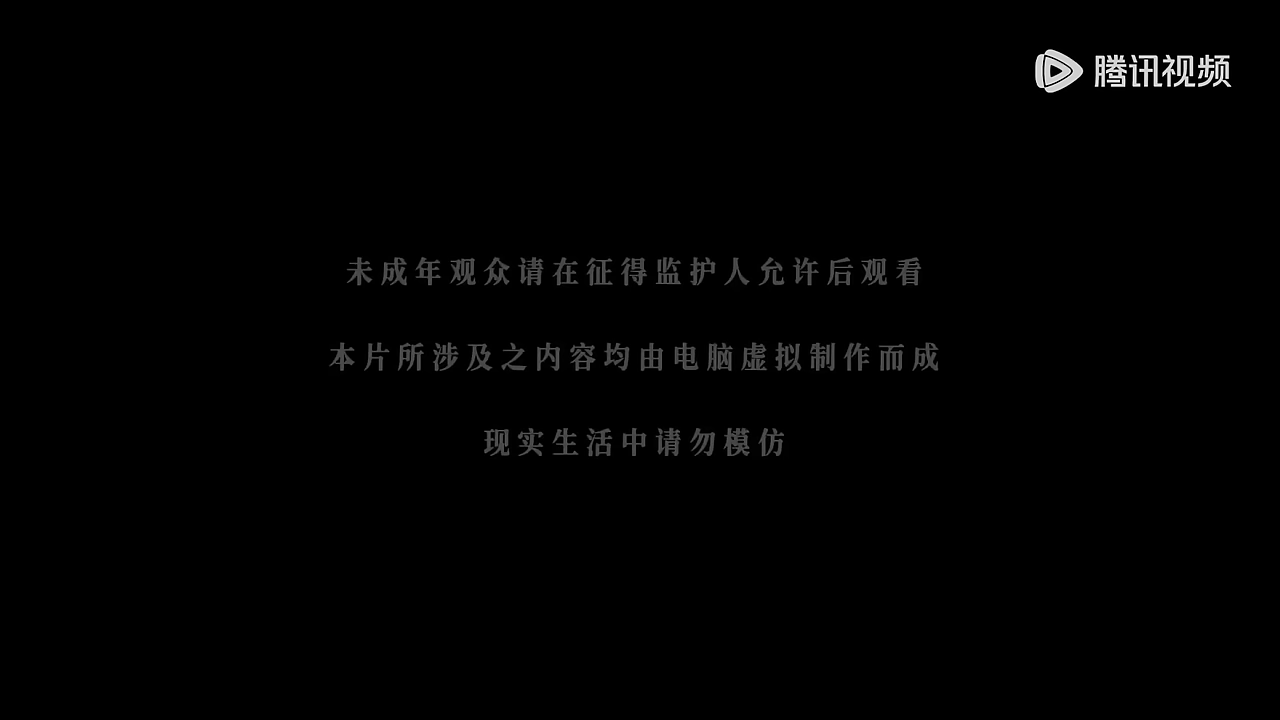 腾讯视频
未成年观众请在征得监护人允许后观看
本片所涉及之内容均由电脑虚拟制作而成
现实生活中请勿模仿